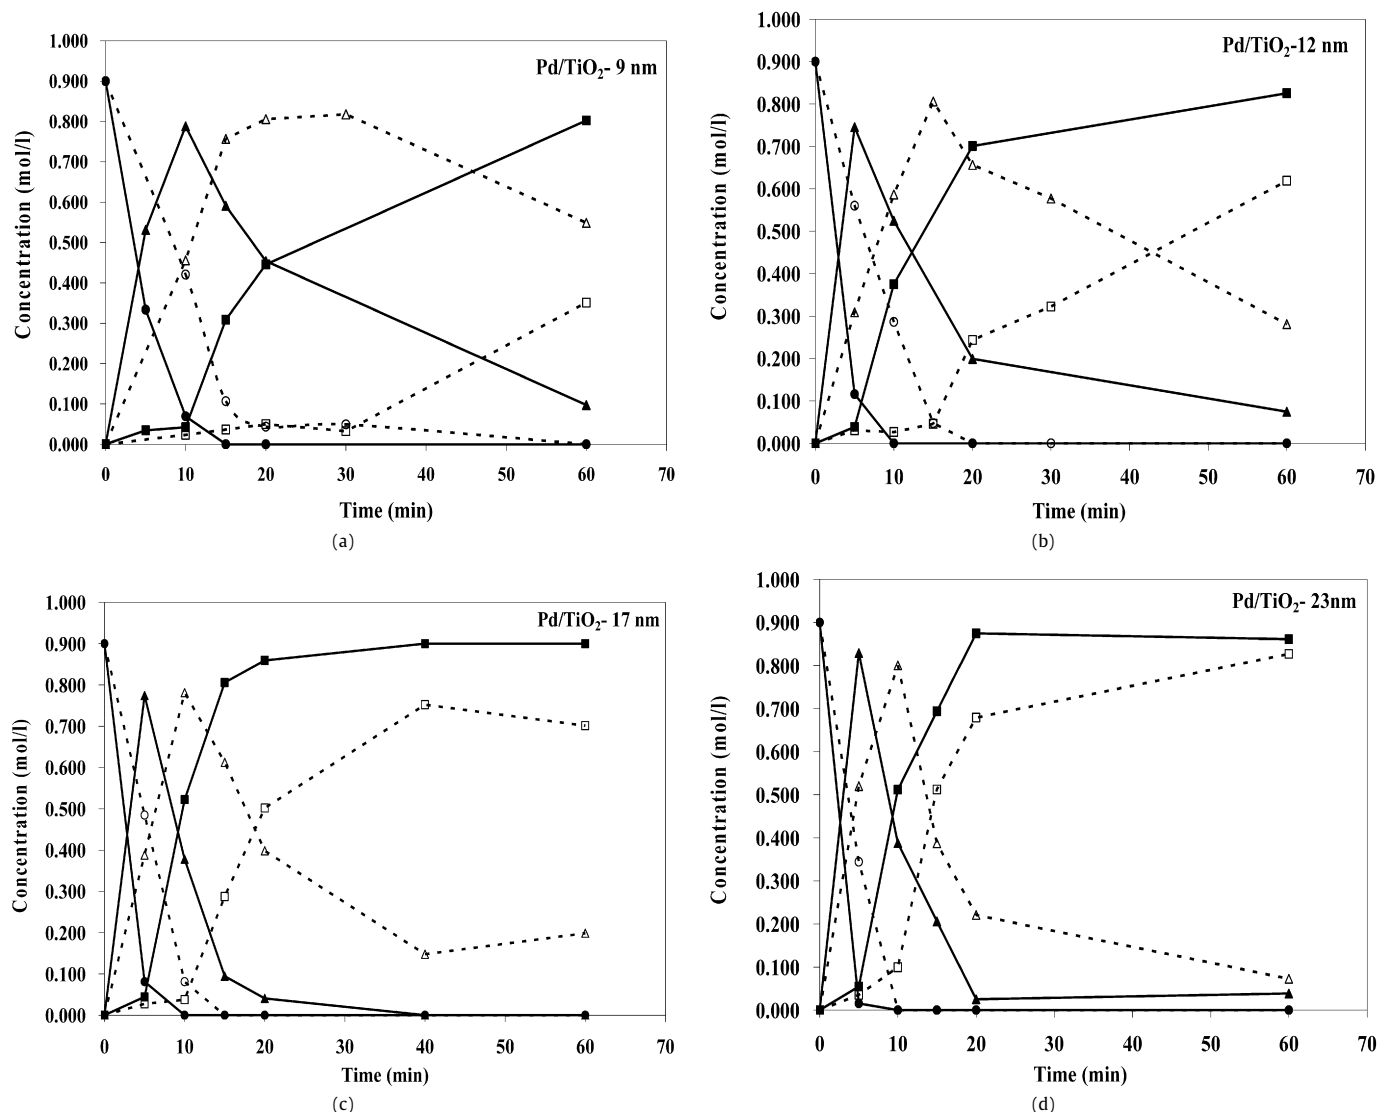 Pd/TiO2- 9 nm
Concentration (mol/l)
1.000
0.900
0.800
0.700
0.600
0.500
0.400
0.300
0.200
0.100
0.000
0 10 20 30 40 50 60 70
Time (min)
(a)
Pd/TiO2-12 nm
Concentration (mol/l)
1.000
0.900
0.800
0.700
0.600
0.500
0.400
0.300
0.200
0.100
0.000
0 10 20 30 40 50 60 70
Time (min)
(b)
Pd/TiO2- 17 nm
Concentration (mol/l)
1.000
0.900
0.800
0.700
0.600
0.500
0.400
0.300
0.200
0.100
0.000
0 10 20 30 40 50 60 70
Time (min)
(c)
Pd/TiO2- 23nm
Concentration (mol/l)
1.000
0.900
0.800
0.700
0.600
0.500
0.400
0.300
0.200
0.100
0.000
0 10 20 30 40 50 60 70
Time (min)
(d)